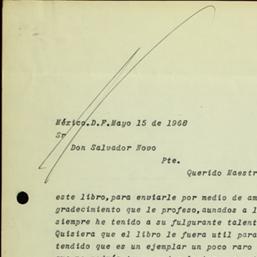 México.D.F.Mayo 15 de 1968
Sr
Don Salvador Novo
Pte.
Querido Maestr
este libro,para enviarle por medio de am
gradecimiento que le profeso,aunados a l
siempre he tenido a su fulgurante talent
Quisiera que el libro le fuera util para
tendido que es un ejemplar un poco raro